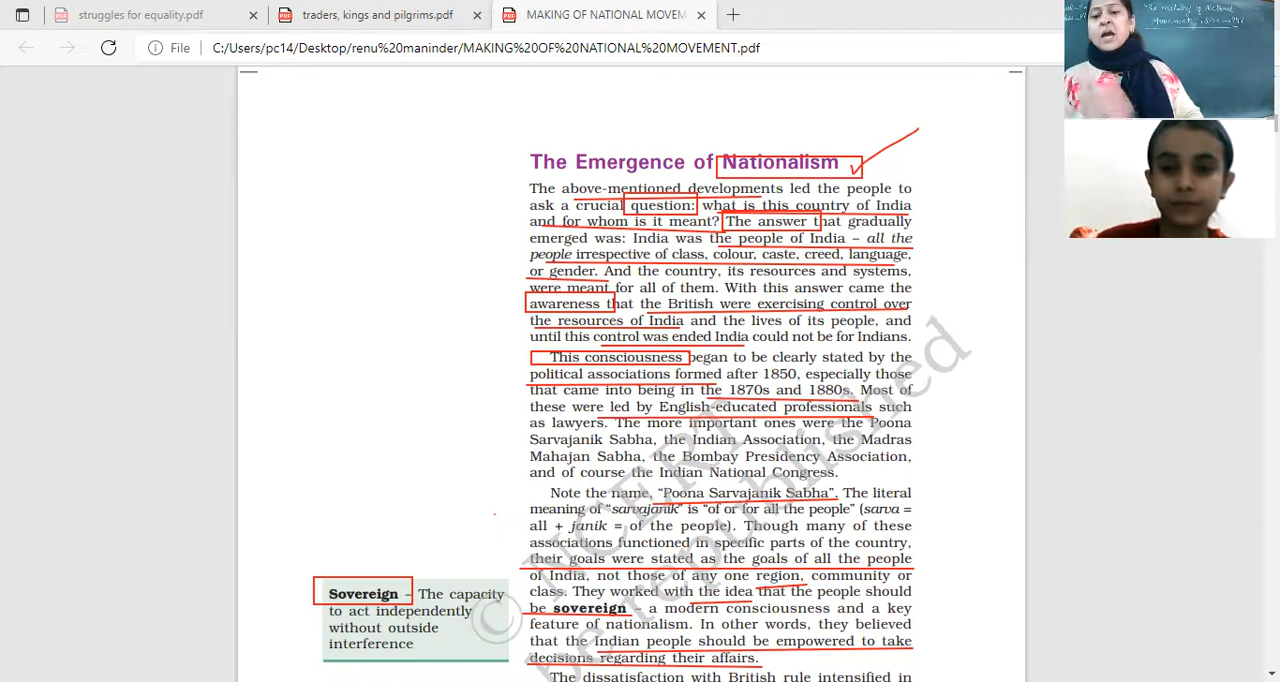 struggles for equality.pdf
traders, kings and pilgrims.pdf
MAKING OF NATIONAL MOVEM
File
C:/Users/pc14/Desktop/renu%20maninder/MAKING%20OF%20NATIONAL%20MOVEMENT.pdf
The Emergence of Nationalism
The above-mentioned developments led the people to
ask a crucial question: what is this country of India
and for whom is it meant? The answer that gradually
emerged was: India was the people of India – all the
people irrespective of class, colour, caste, creed, language,
or gender. And the country, its resources and systems,
were meant for all of them. With this answer came the
awareness that the British were exercising control over
the resources of India and the lives of its people, and
until this control was ended India could not be for Indians.
This consciousness began to be clearly stated by the
political associations formed after 1850, especially those
that came into being in the 1870s and 1880s. Most of
these were led by English-educated professionals such
as lawyers. The more important ones were the Poona
Sarvajanik Sabha, the Indian Association, the Madras
Mahajan Sabha, the Bombay Presidency Association,
and of course the Indian National Congress.
Note the name, “Poona Sarvajanik Sabha”. The literal
meaning of “sarvajanik” is “of or for all the people” (sarva =
all + janik = of the people). Though many of these
associations functioned in specific parts of the country,
their goals were stated as the goals of all the people
of India, not those of any one region, community or
class. They worked with the idea that the people should
be sovereign – a modern consciousness and a key
feature of nationalism. In other words, they believed
that the Indian people should be empowered to take
decisions regarding their affairs.
The dissatisfaction with British rule intensified in
Sovereign – The capacity
to act independently
without outside
interference
© NCERT
be republished